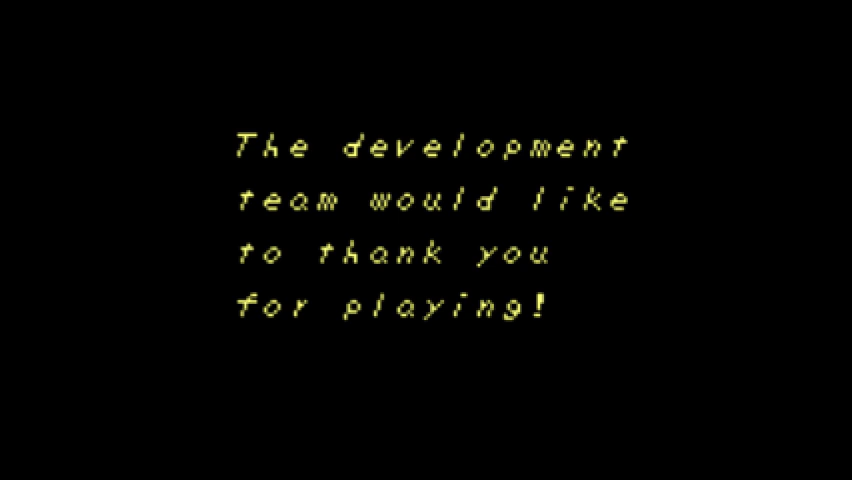 The development
team would like
to thank you
for playing!